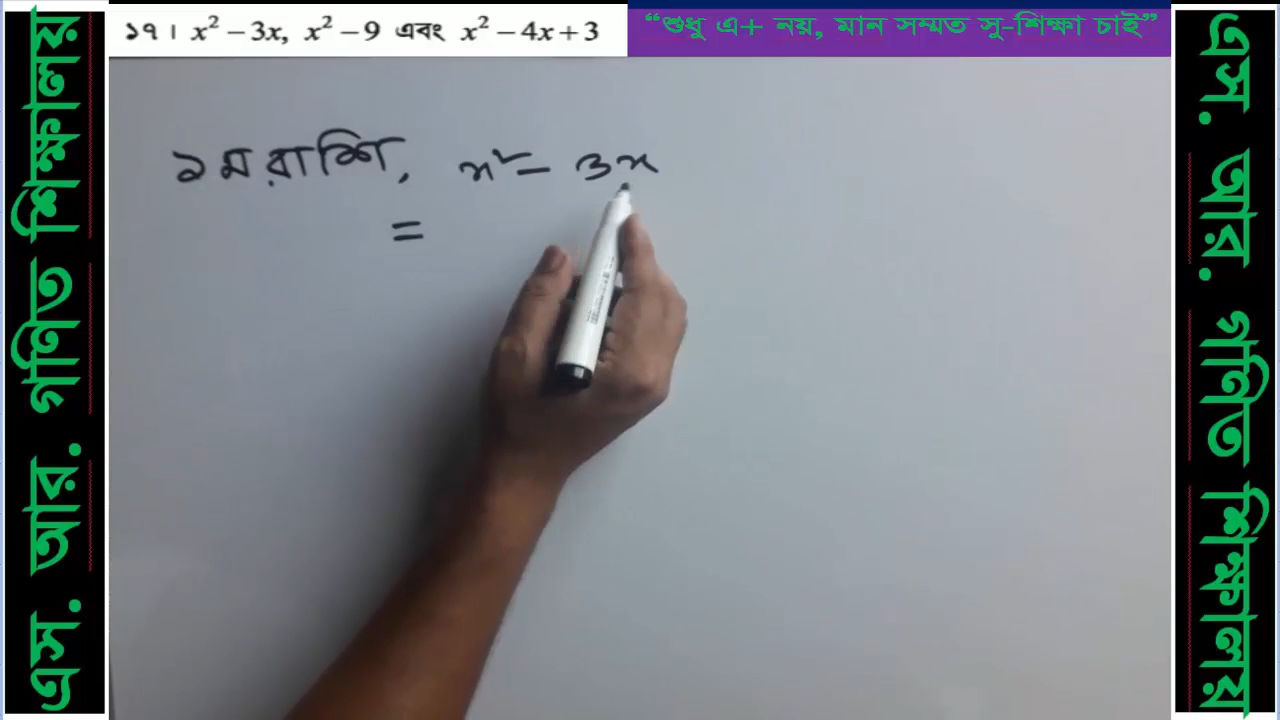 ১৭। x² – 3x, x² – 9 এবং x² – 4x + 3
“শুধু এ+ নয়, মান সম্মত সু-শিক্ষা চাই”
এস. আর. গণিত শিক্ষালয়
১ম রাশি, x² – 3x
=
এস. আর. গণিত শিক্ষালয়